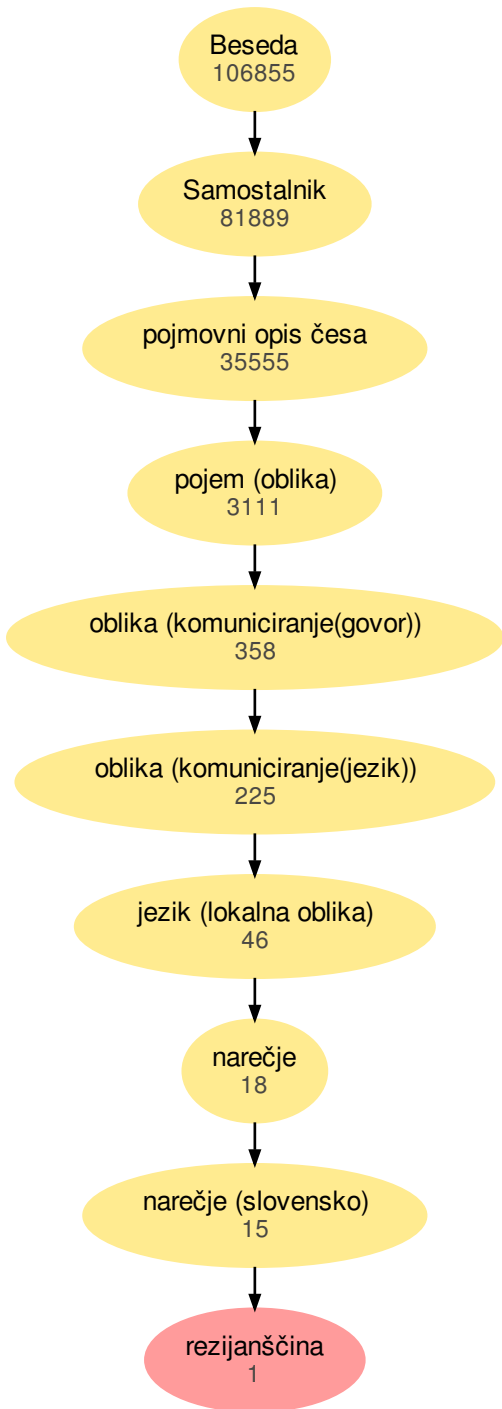 Beseda
106855
Samostalnik
81889
pojmovni opis česa
35555
pojem (oblika)
3111
oblika (komuniciranje(govor))
358
oblika (komuniciranje(jezik))
225
jezik (lokalna oblika)
46
narečje
18
narečje (slovensko)
15
rezijanščina
1